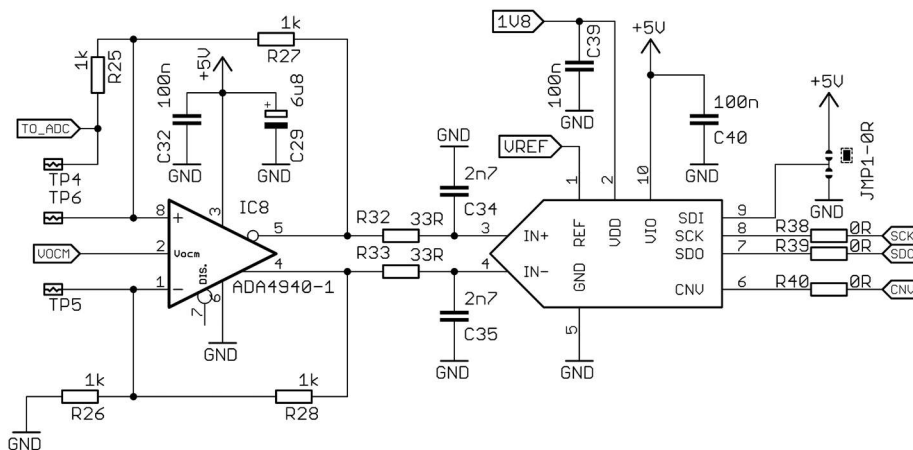 1k
R27
1V8
C39
100n
+5V
1k
R25
+5V
100n
C32
6u8
+
C29
100n
C40
+5V
JMP1-0R
TO_ADC
GND
GND
GND
GND
GND
GND
VREF
TP4
TP6
2n7
C34
IC8
8
+
3
5
R32
33R
1
2
10
REF
VDD
VIO
SDI
9
3
IN+
SCK
8
R38
0R
SCK
VOCM
2
Vocm
R33
33R
SDO
7
R39
0R
SDO
4
4
IN-
GND
TP5
1
−
DIS.
7
6
ADA4940-1
2n7
C35
CNV
6
R40
0R
CNV
5
GND
GND
GND
1k
R26
1k
R28
GND